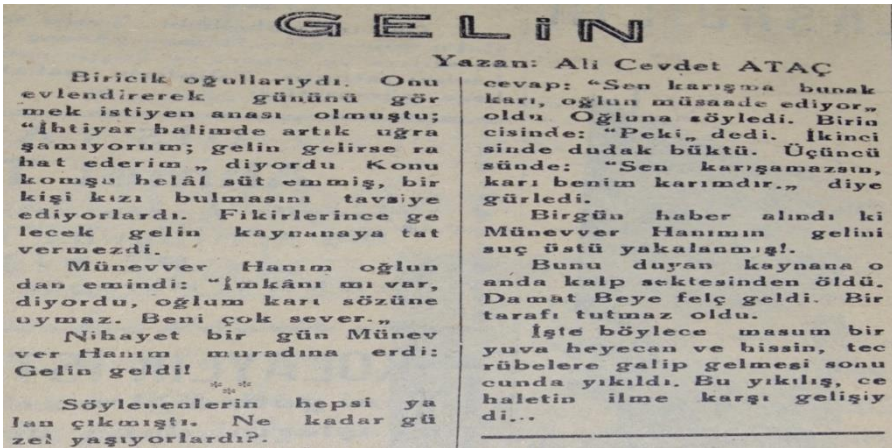 GELİN
Yazan: Ali Cevdet ATAÇ
Biricik oğullarıydı. Onu
evlendirerek gününü gör
mek istiyen anası olmuştu;
"İhtiyar halimde artık uğra
şamıyorum; gelin gelirse ra
hat ederim „ diyordu Konu
komşu helâl süt emmiş, bir
kişi kızı bulmasını tavsiye
ediyorlardı. Fikirlerince ge
lecek gelin kaynanaya tat
vermezdi.
Münevver Hanım oğlun
dan emindi: "İmkânı mı var,
diyordu, oğlum karı sözüne
uymaz. Beni çok sever.„
Nihayet bir gün Münev
ver Hanım muradına erdi:
Gelin geldi!
***
Söylenenlerin hepsi ya
lan çıkmıştı. Ne kadar gü
zel yaşıyorlardı?.
cevap: "Sen karışma bunak
karı, oğlun müsaade ediyor„
oldu. Oğluna söyledi. Birin
cisinde: "Peki„ dedi. İkinci
sinde dudak büktü. Üçüncü
sünde: "Sen karışamazsın,
karı benim karımdır.„ diye
gürledi.
Birgün haber alındı ki
Münevver Hanımın gelini
suç üstü yakalanmış!.
Bunu duyan kaynana o
anda kalp sektesinden öldü.
Damat Beye felç geldi. Bir
tarafı tutmaz oldu.
İşte böylece masum bir
yuva heyecan ve hissin, tec
rübelere galip gelmesi sonu
cunda yıkıldı. Bu yıkılış, ce
haletin ilme karşı gelişiy
di...